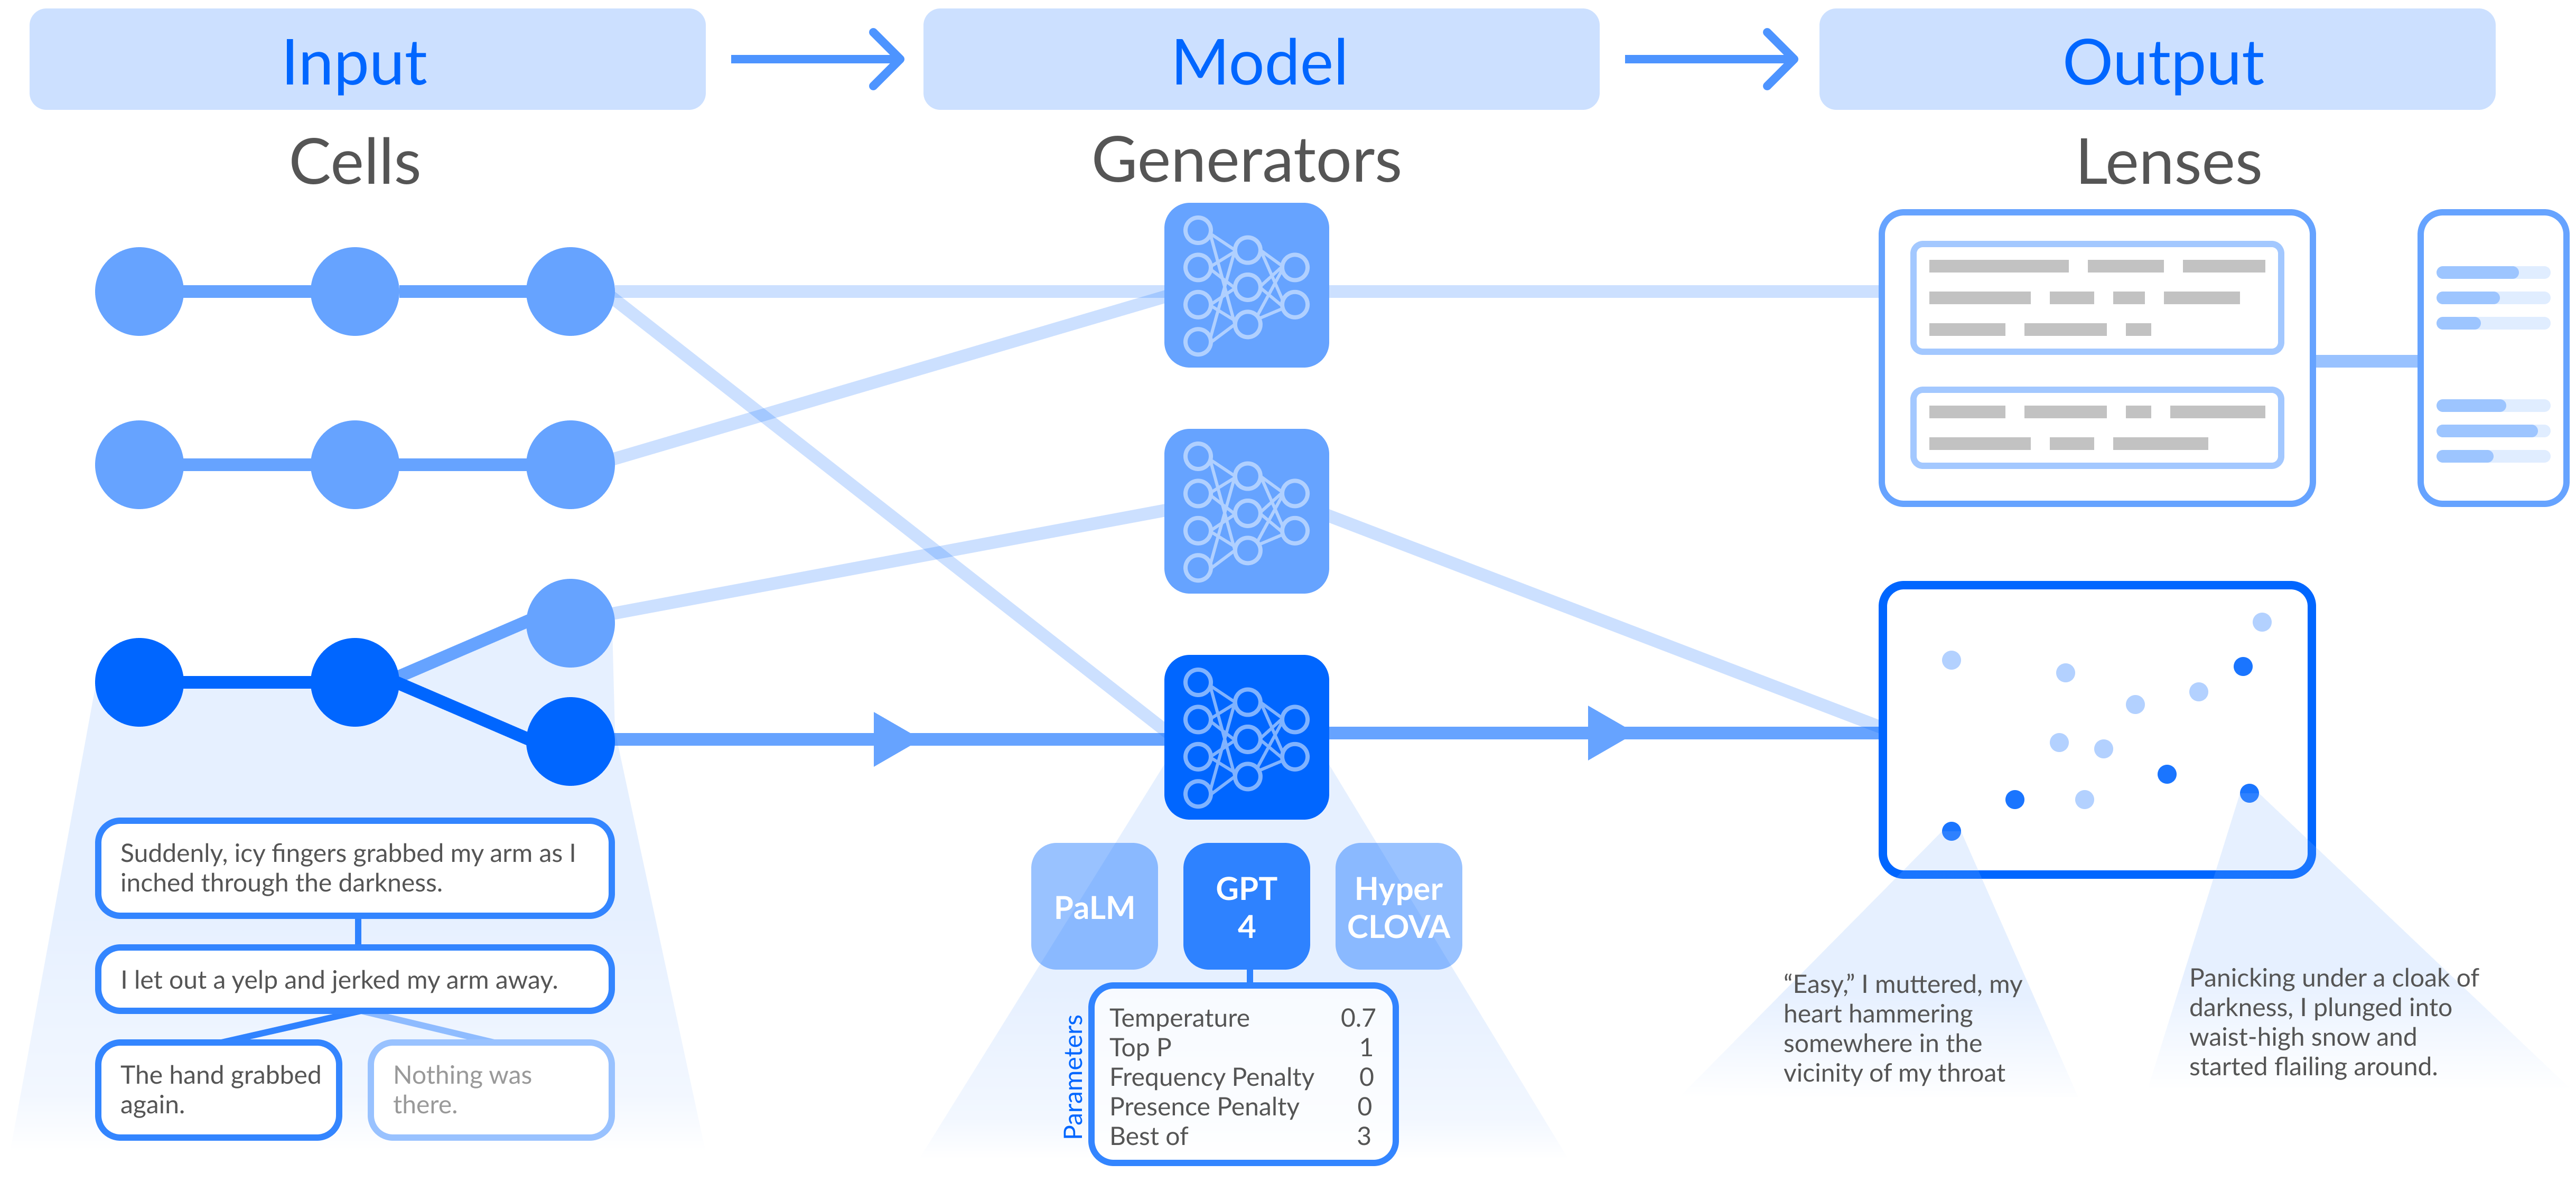 Input
Model
Output
Cells
Generators
Lenses
Suddenly, icy fingers grabbed my arm as I
inched through the darkness.
I let out a yelp and jerked my arm away.
The hand grabbed
again.
Nothing was
there.
PaLM
GPT
4
Hyper
CLOVA
Parameters
Temperature 0.7
Top P 1
Frequency Penalty 0
Presence Penalty 0
Best of 3
“Easy,” I muttered, my
heart hammering
somewhere in the
vicinity of my throat
Panicking under a cloak of
darkness, I plunged into
waist-high snow and
started flailing around.